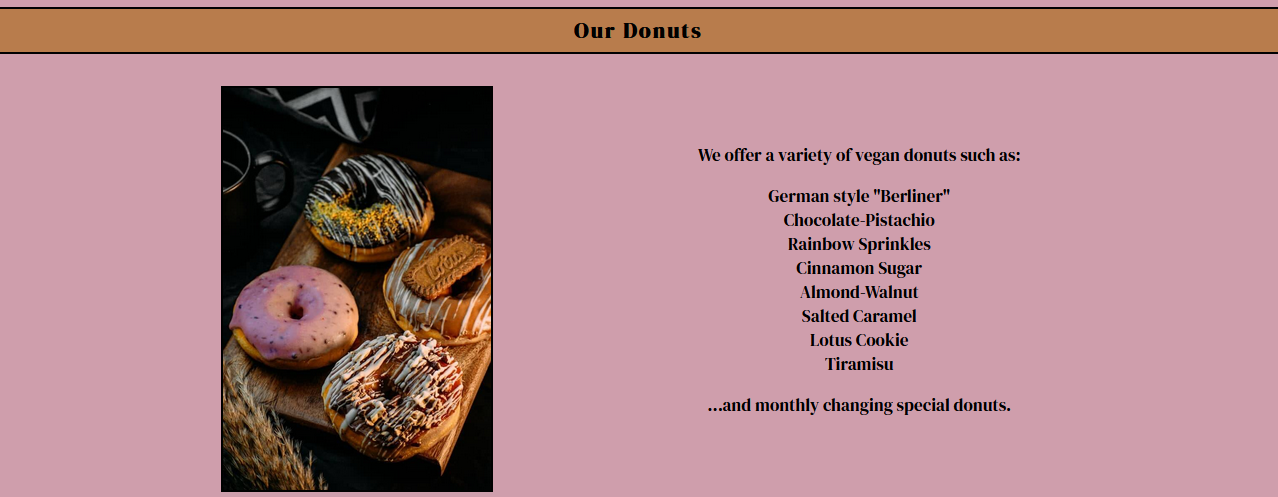 Our Donuts
We offer a variety of vegan donuts such as:
German style "Berliner"
Chocolate-Pistachio
Rainbow Sprinkles
Cinnamon Sugar
Almond-Walnut
Salted Caramel
Lotus Cookie
Tiramisu
...and monthly changing special donuts.
Lotus